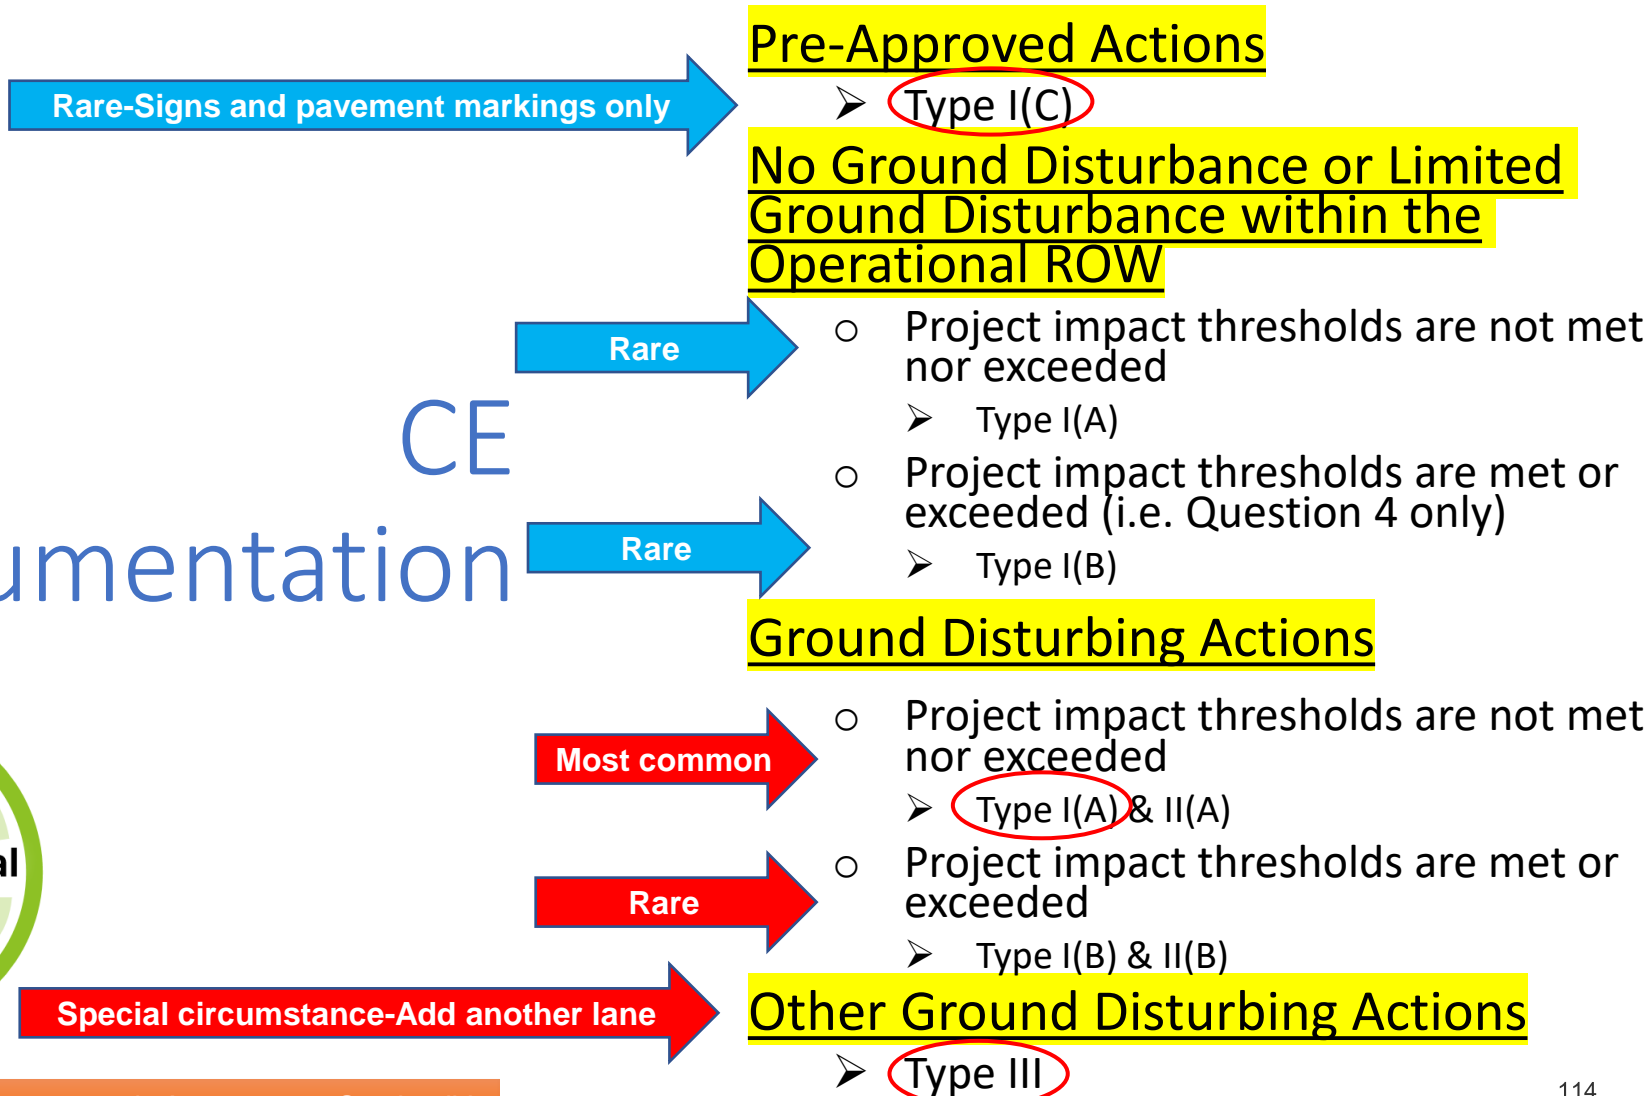 Pre-Approved Actions
Rare-Signs and pavement markings only
➢ Type I(C)
No Ground Disturbance or Limited
Ground Disturbance within the
Operational ROW
Rare
o Project impact thresholds are not met
nor exceeded
➢ Type I(A)
CE
umentation
o Project impact thresholds are met or
exceeded (i.e. Question 4 only)
Rare
➢ Type I(B)
Ground Disturbing Actions
o Project impact thresholds are not met
nor exceeded
Most common
➢ Type I(A) & II(A)
al
o Project impact thresholds are met or
exceeded
Rare
➢ Type I(B) & II(B)
Special circumstance-Add another lane
Other Ground Disturbing Actions
➢ Type III
114